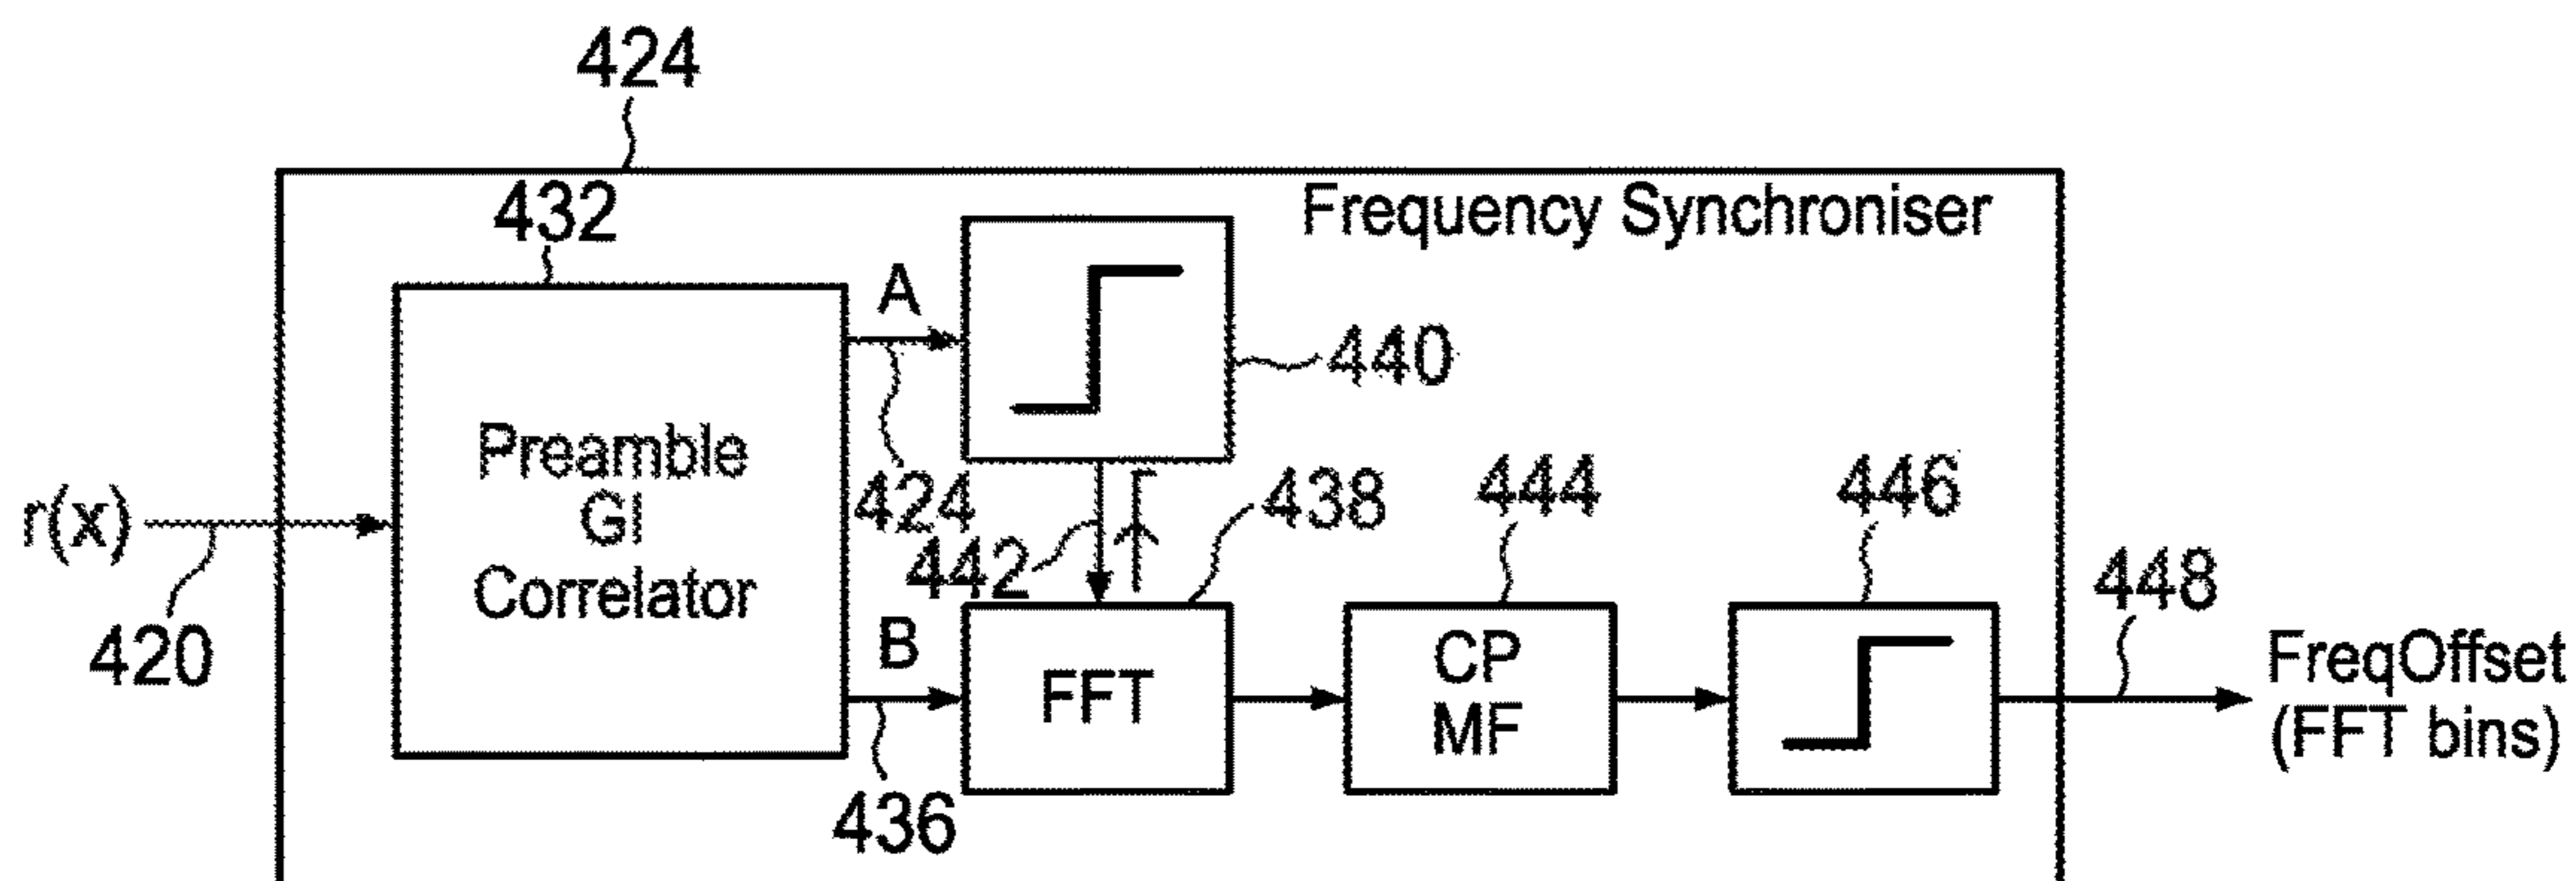 424
432
Frequency Synchroniser
A
440
Preamble
GI
Correlator
424
442
438
444
446
448
r(x)
420
B
436
FFT
CP
MF
FreqOffset
(FFT bins)